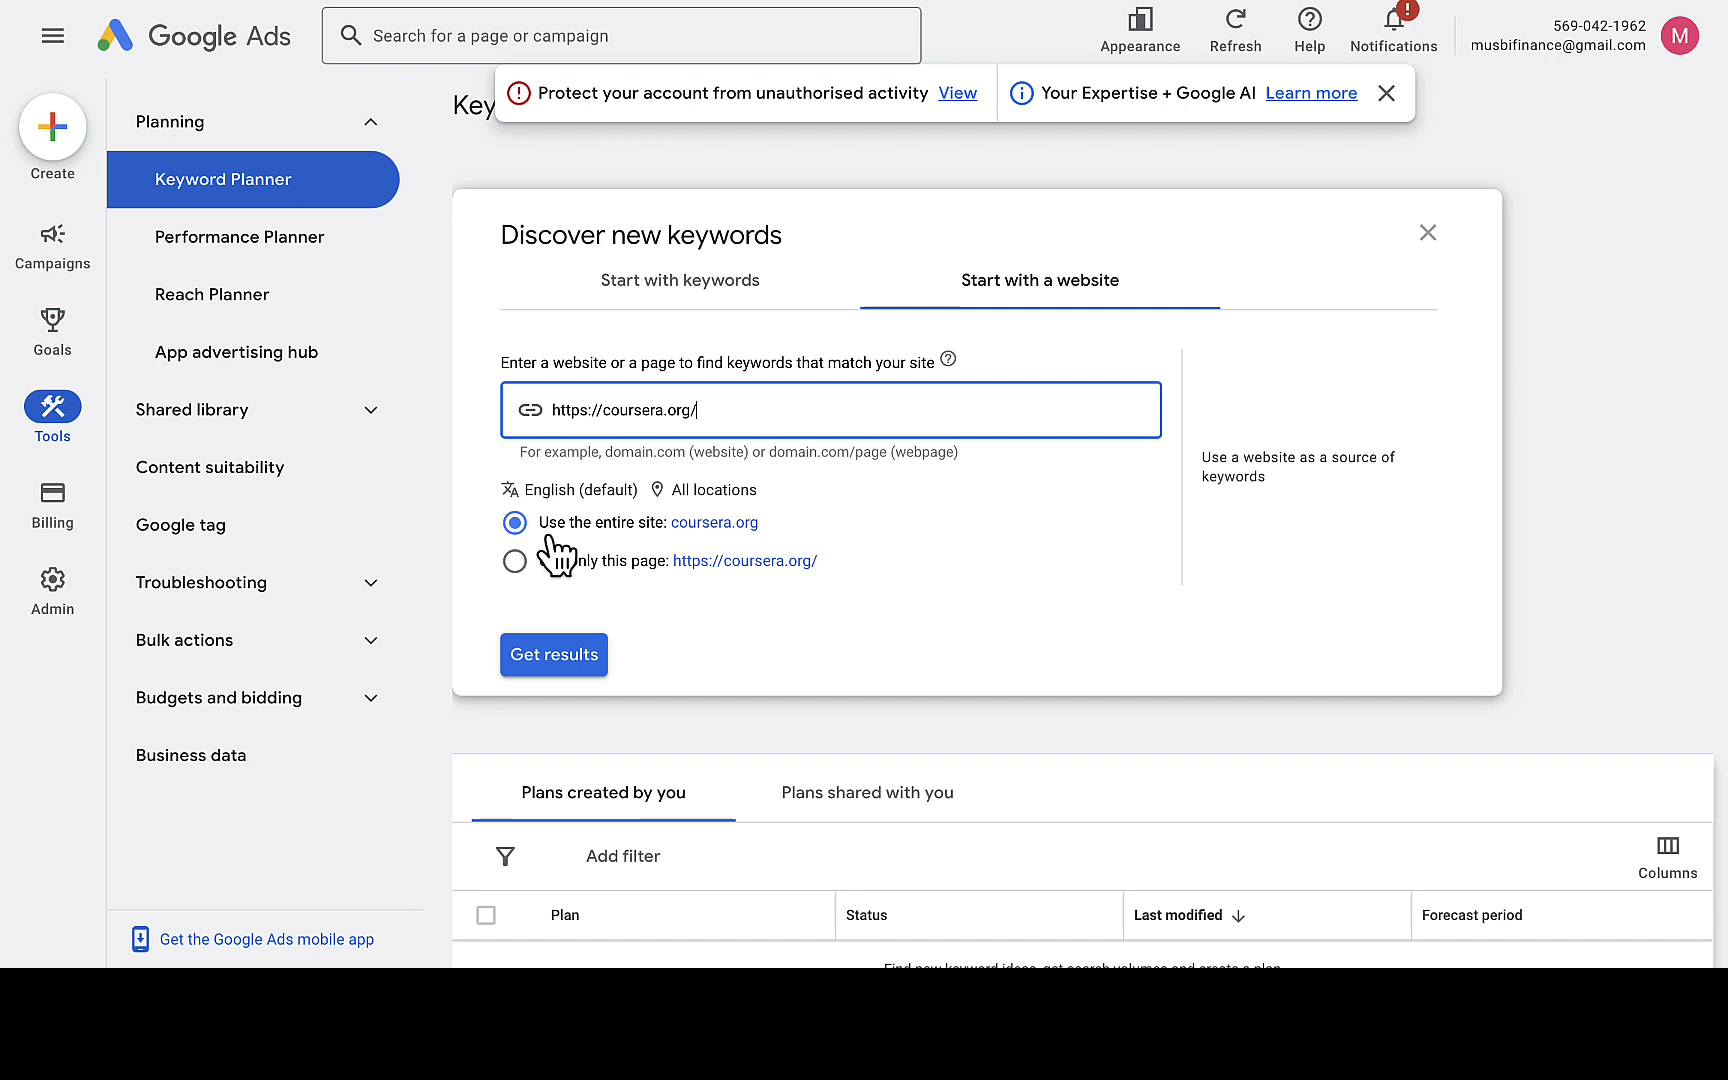 Google Ads
Search for a page or campaign
Appearance
Refresh
Help
Notifications
569-042-1962
musbifinance@gmail.com
M
Protect your account from unauthorised activity View
Your Expertise + Google AI Learn more
Create
Campaigns
Goals
Tools
Billing
Admin
Planning
Keyword Planner
Performance Planner
Reach Planner
App advertising hub
Shared library
Content suitability
Google tag
Troubleshooting
Bulk actions
Budgets and bidding
Business data
Get the Google Ads mobile app
Key
Discover new keywords
Start with keywords
Start with a website
Enter a website or a page to find keywords that match your site
https://coursera.org/
For example, domain.com (website) or domain.com/page (webpage)
English (default)
All locations
Use the entire site: coursera.org
this page: https://coursera.org/
Use a website as a source of
keywords
Get results
Plans created by you
Plans shared with you
Add filter
Columns
Plan
Status
Last modified
Forecast period